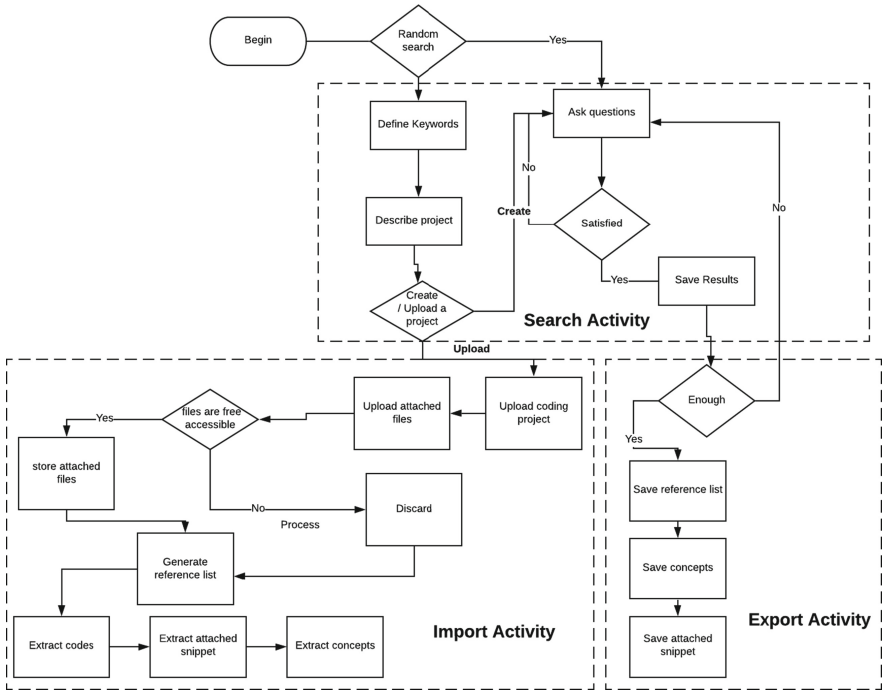 Begin
Random
search
Yes
Define Keywords
Ask questions
No
No
Describe project
Create
Satisfied
Yes
Save Results
Create
/ Upload a
project
Search Activity
Upload
files are free
accessible
Yes
Upload attached
files
Upload coding
project
Enough
Yes
store attached
files
Save reference list
No
Process
Discard
Generate
reference list
Save concepts
Import Activity
Export Activity
Extract codes
Extract attached
snippet
Extract concepts
Save attached
snippet